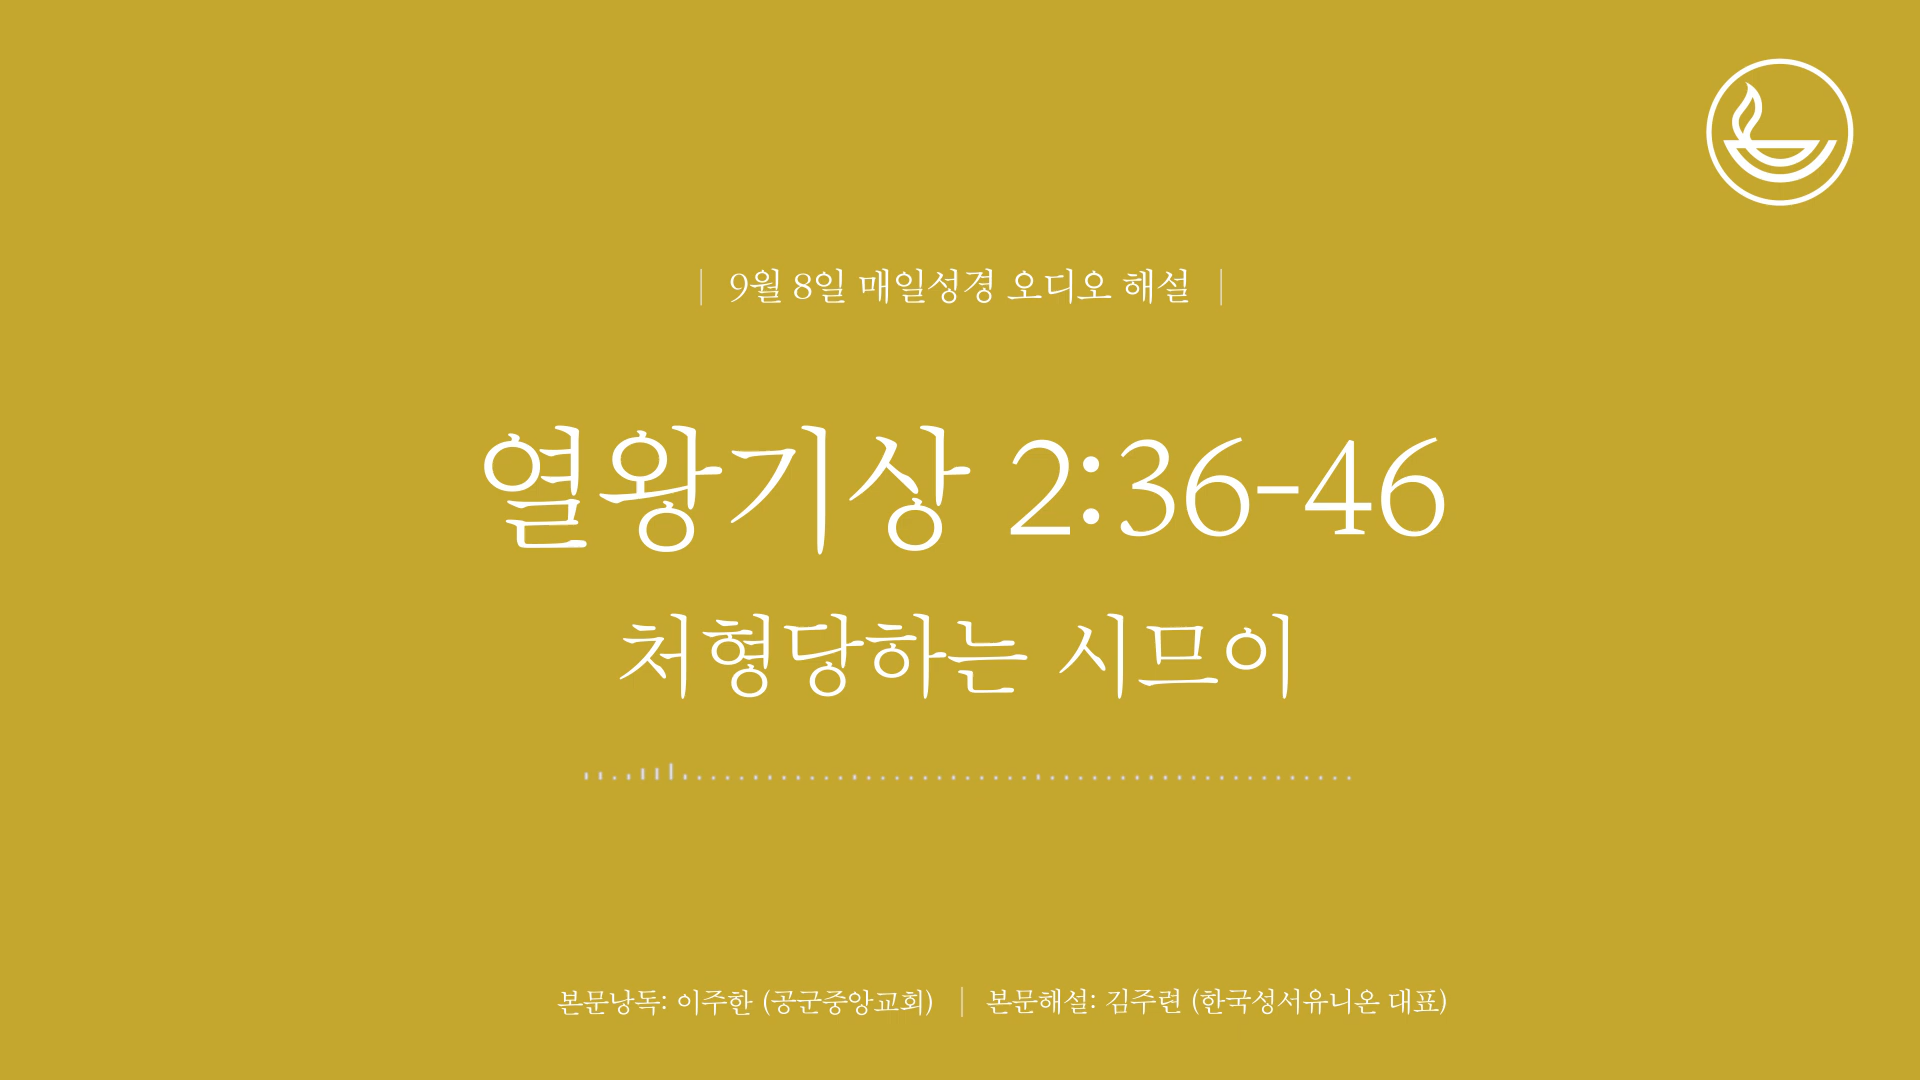 | 9월 8일 매일성경 오디오 해설 |
열왕기상 2:36-46
처형당하는 시므이
본문낭독: 이주한 (공군중앙교회) | 본문해설: 김주련 (한국성서유니온 대표)